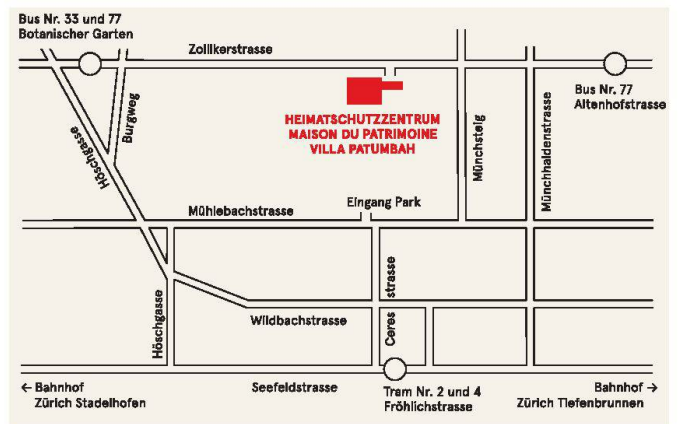 Bus Nr. 33 und 77
Botanischer Garten
Zollikerstrasse
Bus Nr. 77
Altenhofstrasse
Burgweg
Höschgasse
HEIMATSCHUTZZENTRUM
MAISON DU PATRIMOINE
VILLA PATUMBAH
Münchsteig
Münchhaldenstrasse
Mühlebachstrasse
Eingang Park
Höschgasse
Wildbachstrasse
Ceres strasse
Seefeldstrasse
← Bahnhof
Zürich Stadelhofen
Tram Nr. 2 und 4
Fröhlichstrasse
Bahnhof →
Zürich Tiefenbrunnen